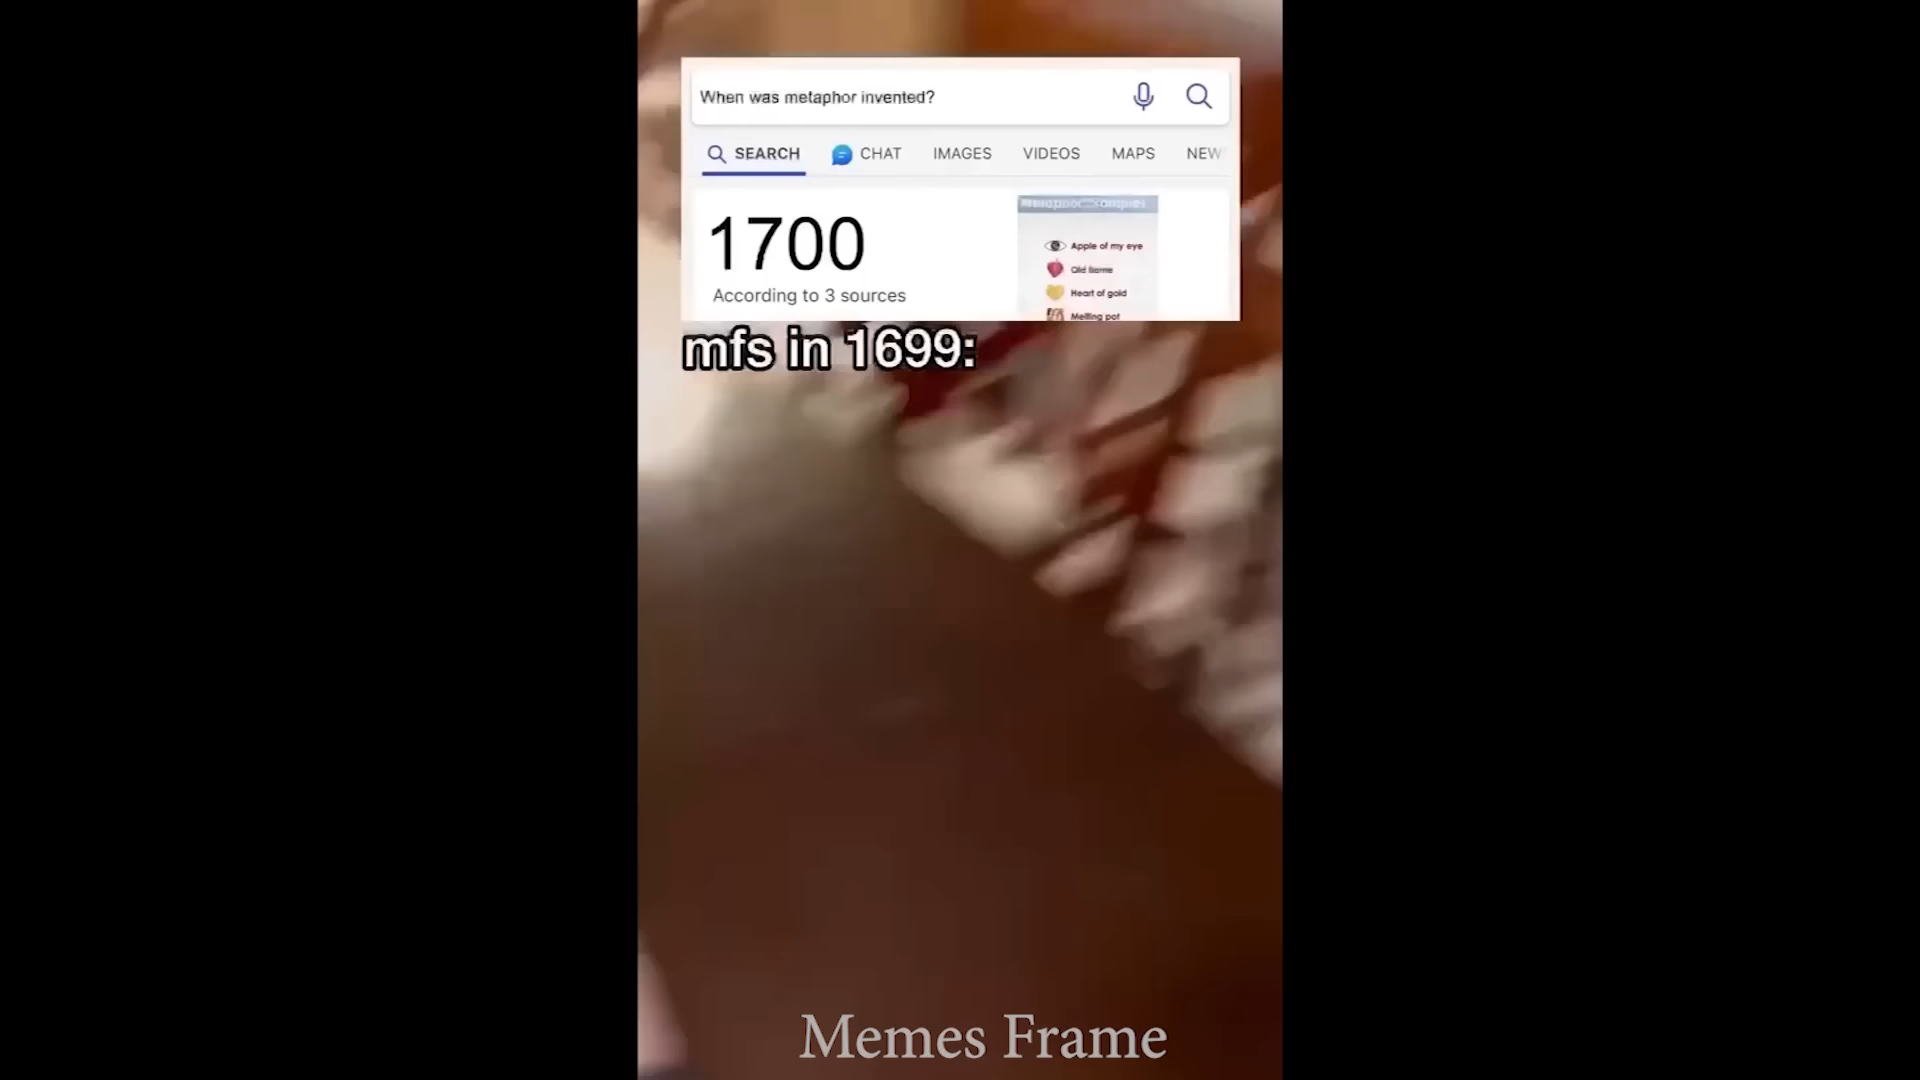 When was metaphor invented?
SEARCH CHAT IMAGES VIDEOS MAPS NEW
1700
According to 3 sources
Apple of my eye
Old flame
Heart of gold
Melting pot
mfs in 1699:
Memes Frame